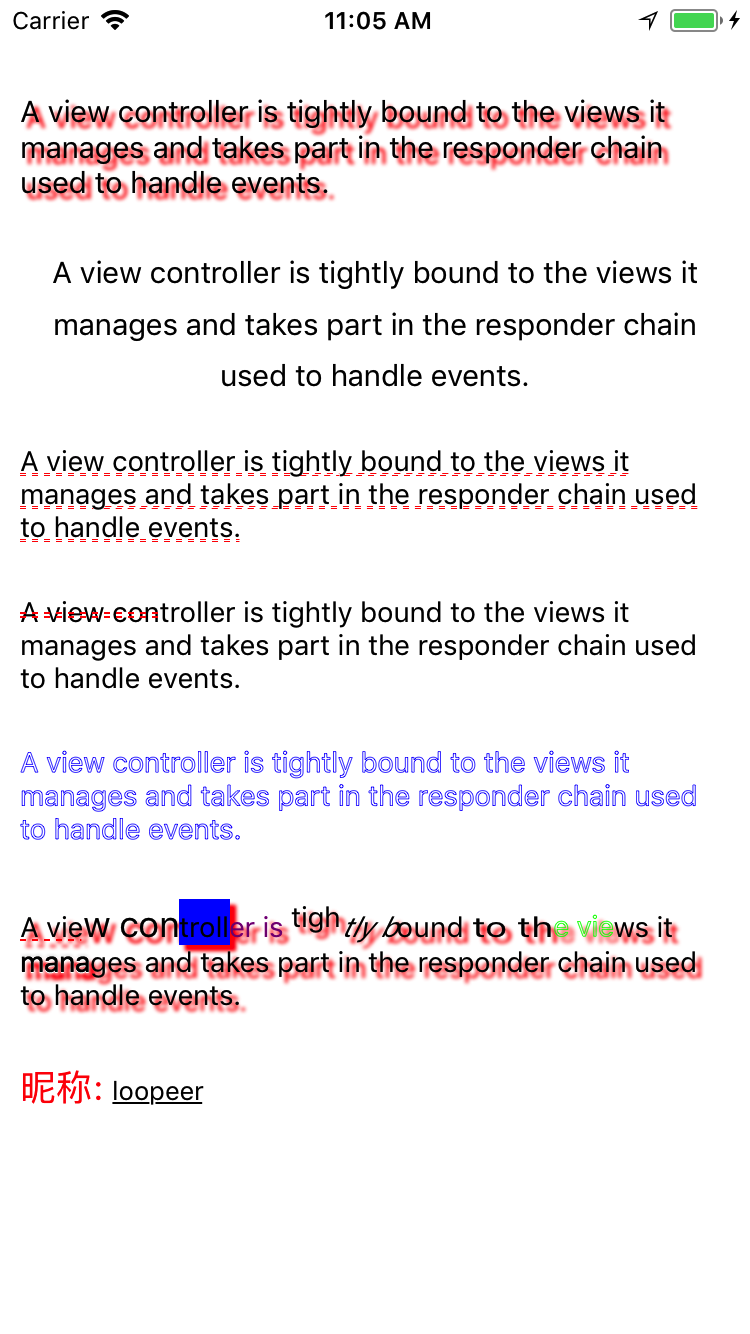 Carrier 11:05 AM
A view controller is tightly bound to the views it
manages and takes part in the responder chain
used to handle events.
A view controller is tightly bound to the views it
manages and takes part in the responder chain
used to handle events.
A view controller is tightly bound to the views it
manages and takes part in the responder chain used
to handle events.
A view controller is tightly bound to the views it
manages and takes part in the responder chain used
to handle events.
A view controller is tightly bound to the views it
manages and takes part in the responder chain used
to handle events.
A view controller is tightly bound to the views it
manages and takes part in the responder chain used
to handle events.
昵称: loopeer